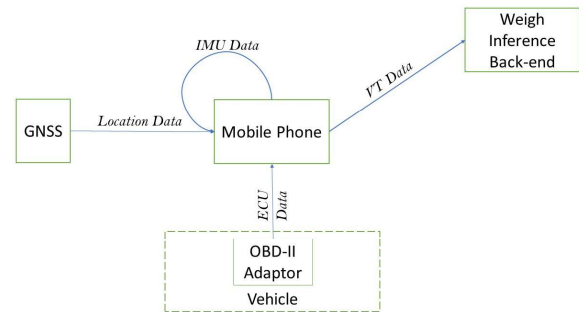 IMU Data
Weigh
Inference
Back-end
VT Data
GNSS
Location Data
Mobile Phone
ECU
Data
OBD-II
Adaptor
Vehicle